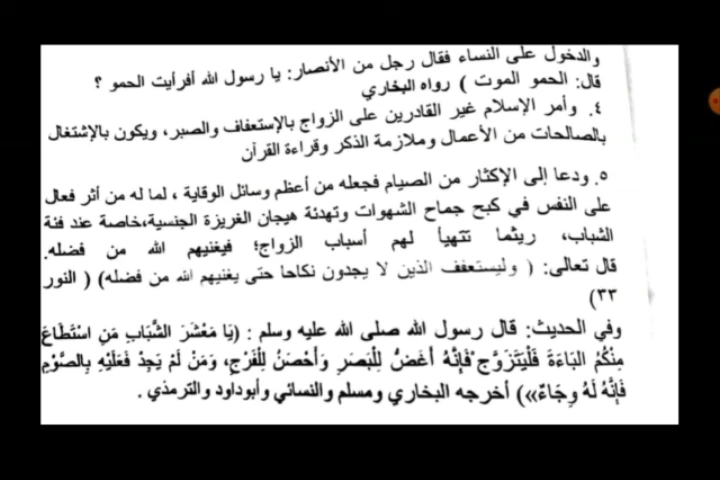 والدخول على النساء فقال رجل من الأنصار: يا رسول الله أفرأيت الحمو ؟
قال: الحمو الموت ) رواه البخاري
٤. وأمر الإسلام غير القادرين على الزواج بالإستعفاف والصبر، ويكون بالإشتغال
بالصالحات من الأعمال وملازمة الذكر وقراءة القرآن
٥. ودعا إلى الإكثار من الصيام فجعله من أعظم وسائل الوقاية ، لما له من أثر فعال
على النفس في كبح جماح الشهوات وتهدئة هيجان الغريزة الجنسية،خاصة عند فئة
الشباب، ريثما تتهيأ لهم أسباب الزواج؛ فيغنيهم الله من فضله.
قال تعالى: ( وليستعفف الذين لا يجدون نكاحا حتى يغنيهم الله من فضله) ( النور
٣٣)
وفي الحديث: قال رسول الله صلى الله عليه وسلم : (يَا مَعْشَرَ الشَّبَابِ مَنِ اسْتَطَاعَ
مِنْكُمُ البَاءَةَ فَلْيَتَزَوَّج فَإِنَّهُ أَغَضُّ لِلْبَصَرِ وَأَحْصَنُ لِلْفَرْجِ، وَمَنْ لَمْ يَجِدْ فَعَلَيْهِ بِالصَّوْمِ
فَإِنَّهُ لَهُ وِجَاءٌ») أخرجه البخاري ومسلم والنسائي وأبوداود والترمذي .